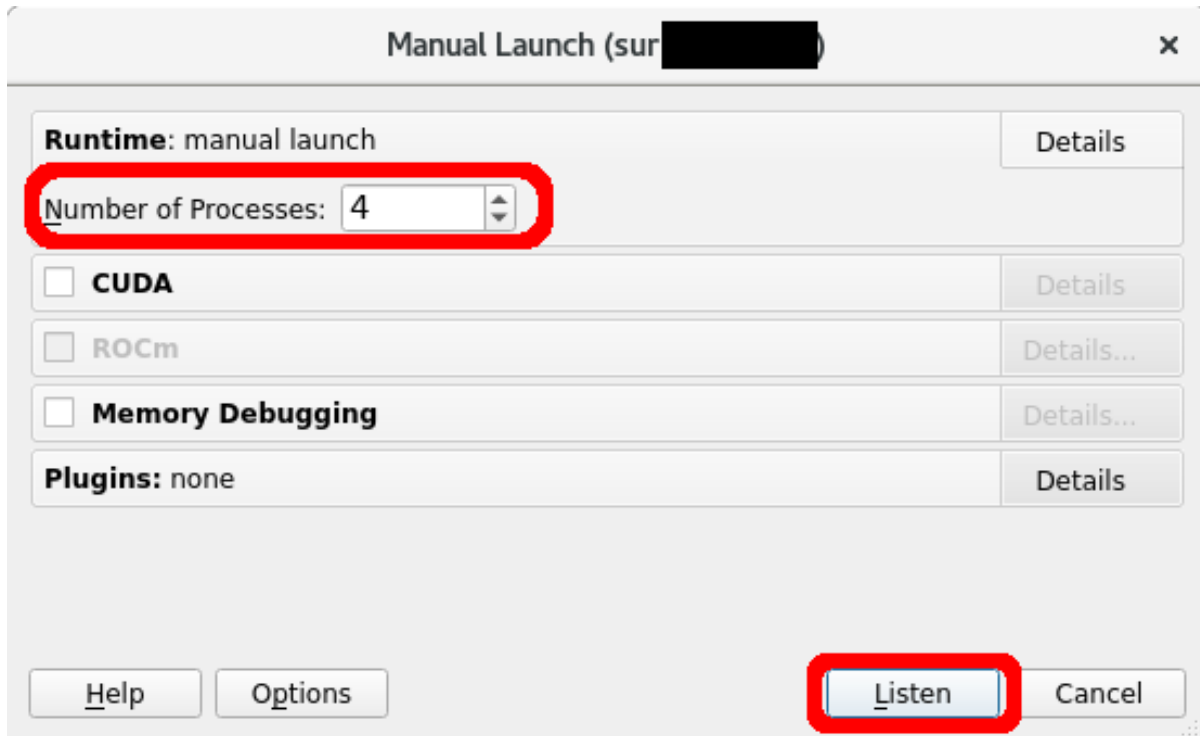 Manual Launch (sur )
Runtime: manual launch Details
Number of Processes: 4
CUDA Details
ROCm Details...
Memory Debugging Details...
Plugins: none Details
Help Options Listen Cancel